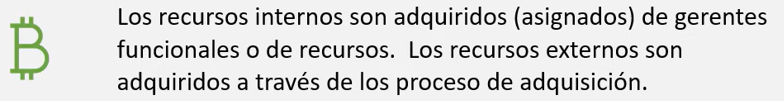 Los recursos internos son adquiridos (asignados) de gerentes
funcionales o de recursos.  Los recursos externos son
adquiridos a través de los proceso de adquisición.